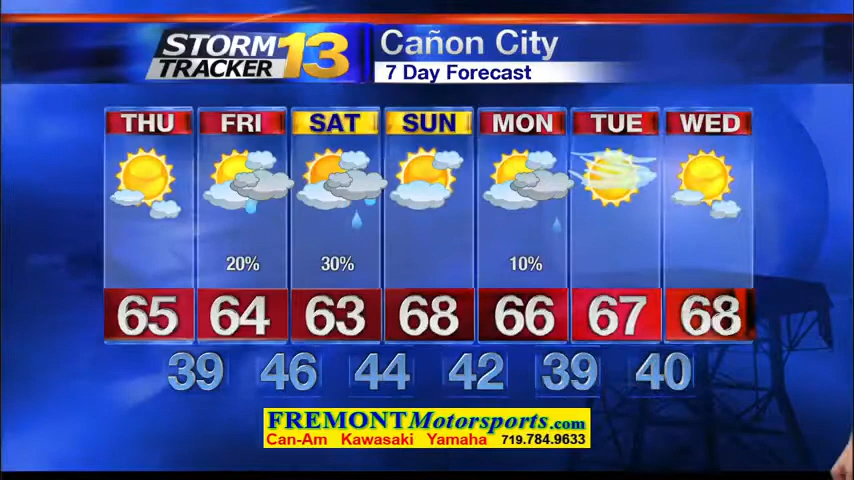 STORM TRACKER 13
Cañon City
7 Day Forecast
THU FRI SAT SUN MON TUE WED
20% 30% 10%
65 64 63 68 66 67 68
39 46 44 42 39 40
FREMONTMotorsports.com
Can-Am Kawasaki Yamaha 719.784.9633